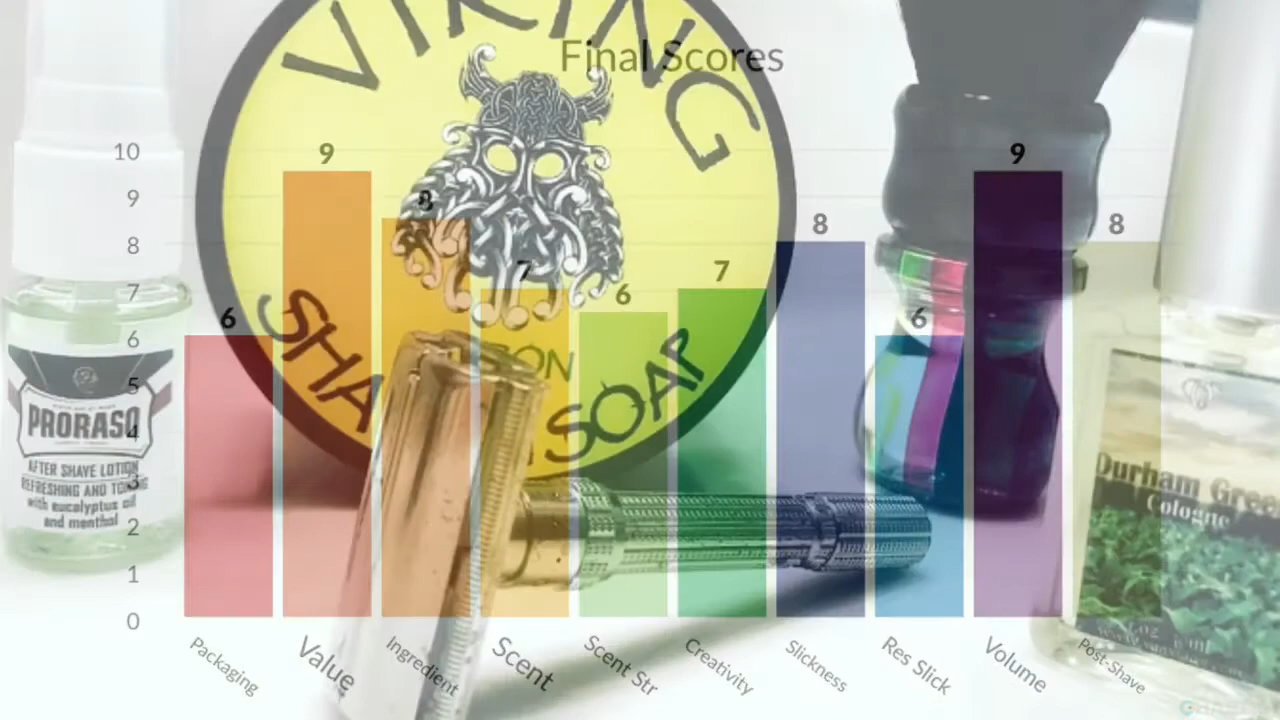 VIKING
Final Scores
SHA
SOAP
10
9
8
7
6
5
4
3
2
1
0
6
9
8
7
6
7
8
6
9
8
Packaging
Value
Ingredient
Scent
Scent Str
Creativity
Slickness
Res Slick
Volume
Post-Shave
PRORASO
AFTER SHAVE LOTION
REFRESHING AND TONING
with eucalyptus oil
and menthol
Durham Gree
Cologne